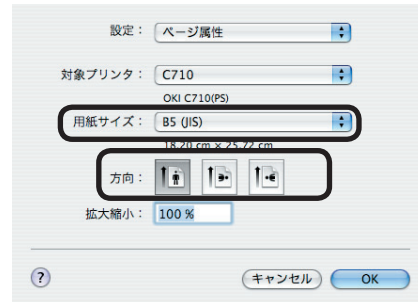 設定： ページ属性
対象プリンタ： C710
OKI C710(PS)
用紙サイズ： B5 (JIS)
18.20 cm × 25.72 cm
方向：
拡大縮小： 100 %
? キャンセル OK